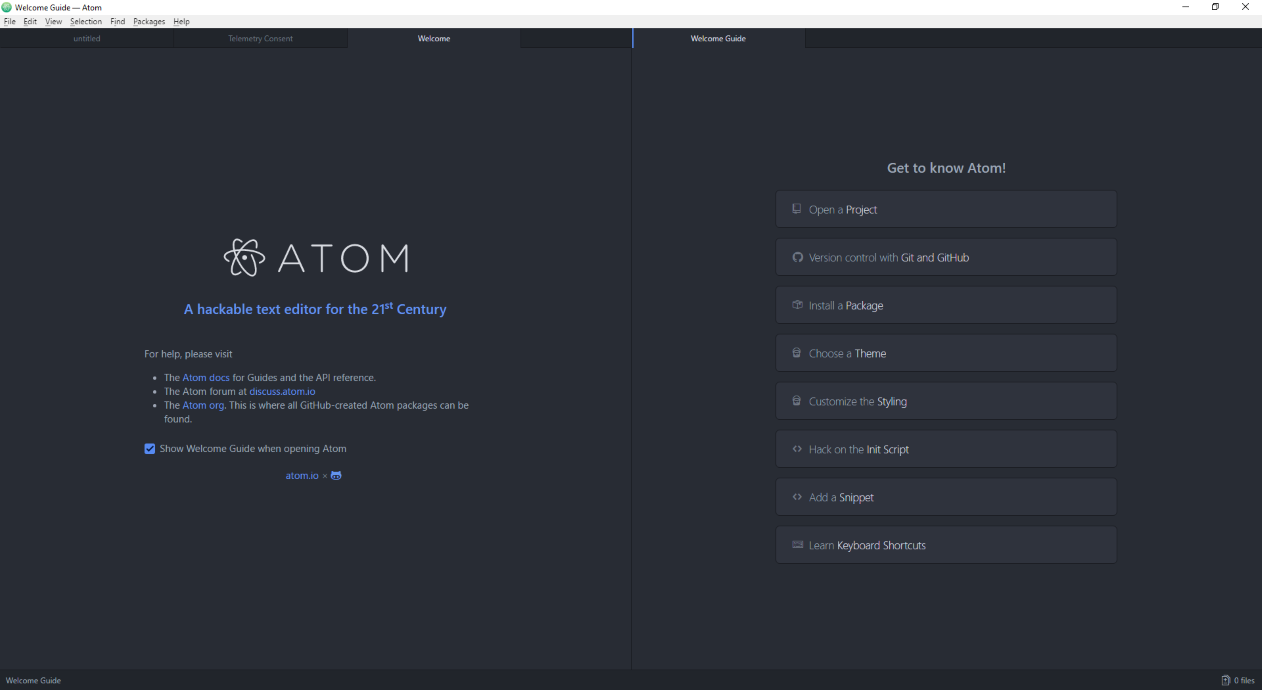 Welcome Guide — Atom
File Edit View Selection Find Packages Help
untitled Telemetry Consent Welcome Welcome Guide
ATOM
A hackable text editor for the 21st Century
For help, please visit
• The Atom docs for Guides and the API reference.
• The Atom forum at discuss.atom.io
• The Atom org. This is where all GitHub-created Atom packages can be
found.
Show Welcome Guide when opening Atom
atom.io ×
Get to know Atom!
Open a Project
Version control with Git and GitHub
Install a Package
Choose a Theme
Customize the Styling
Hack on the Init Script
Add a Snippet
Learn Keyboard Shortcuts
Welcome Guide 0 files